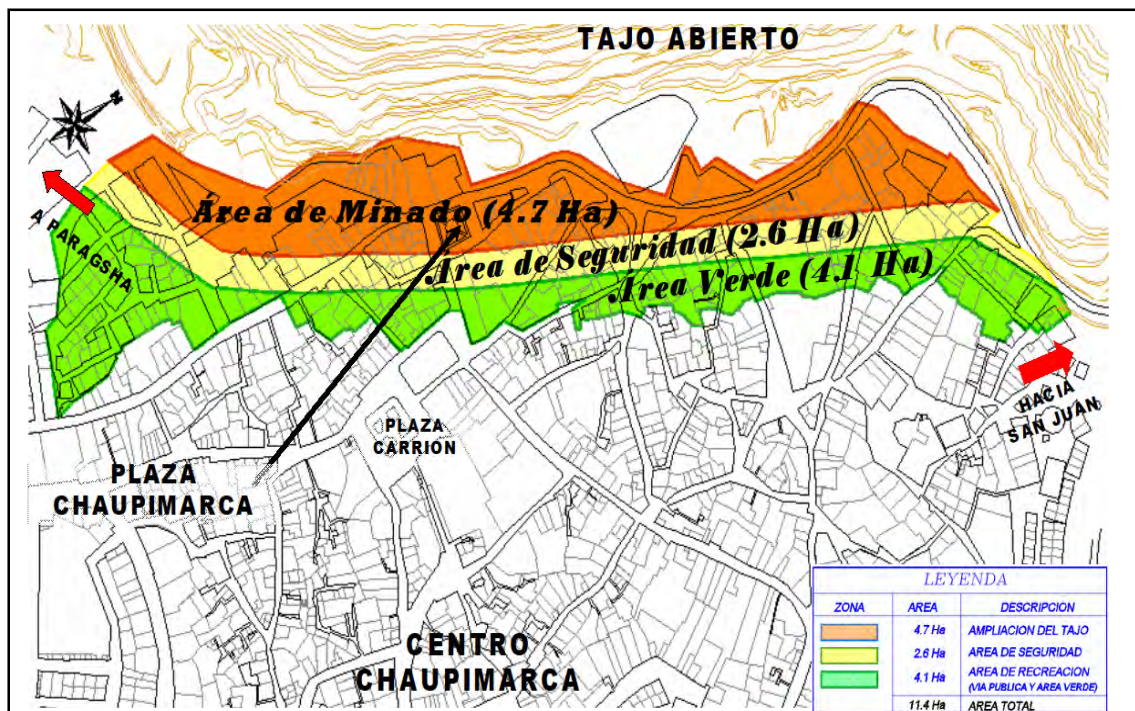 TAJO ABIERTO
N
A PARAGSHA
Área de Minado (4.7 Ha)
Área de Seguridad (2.6 Ha)
Área Verde (4.1 Ha)
PLAZA
CARRION
PLAZA
CHAUPIMARCA
HACIA
SAN JUAN
CENTRO
CHAUPIMARCA
LEYENDA
ZONA AREA DESCRIPCION
4.7 Ha AMPLIACION DEL TAJO
2.6 Ha AREA DE SEGURIDAD
4.1 Ha AREA DE RECREACION
(VIA PUBLICA Y AREA VERDE)
11.4 Ha AREA TOTAL